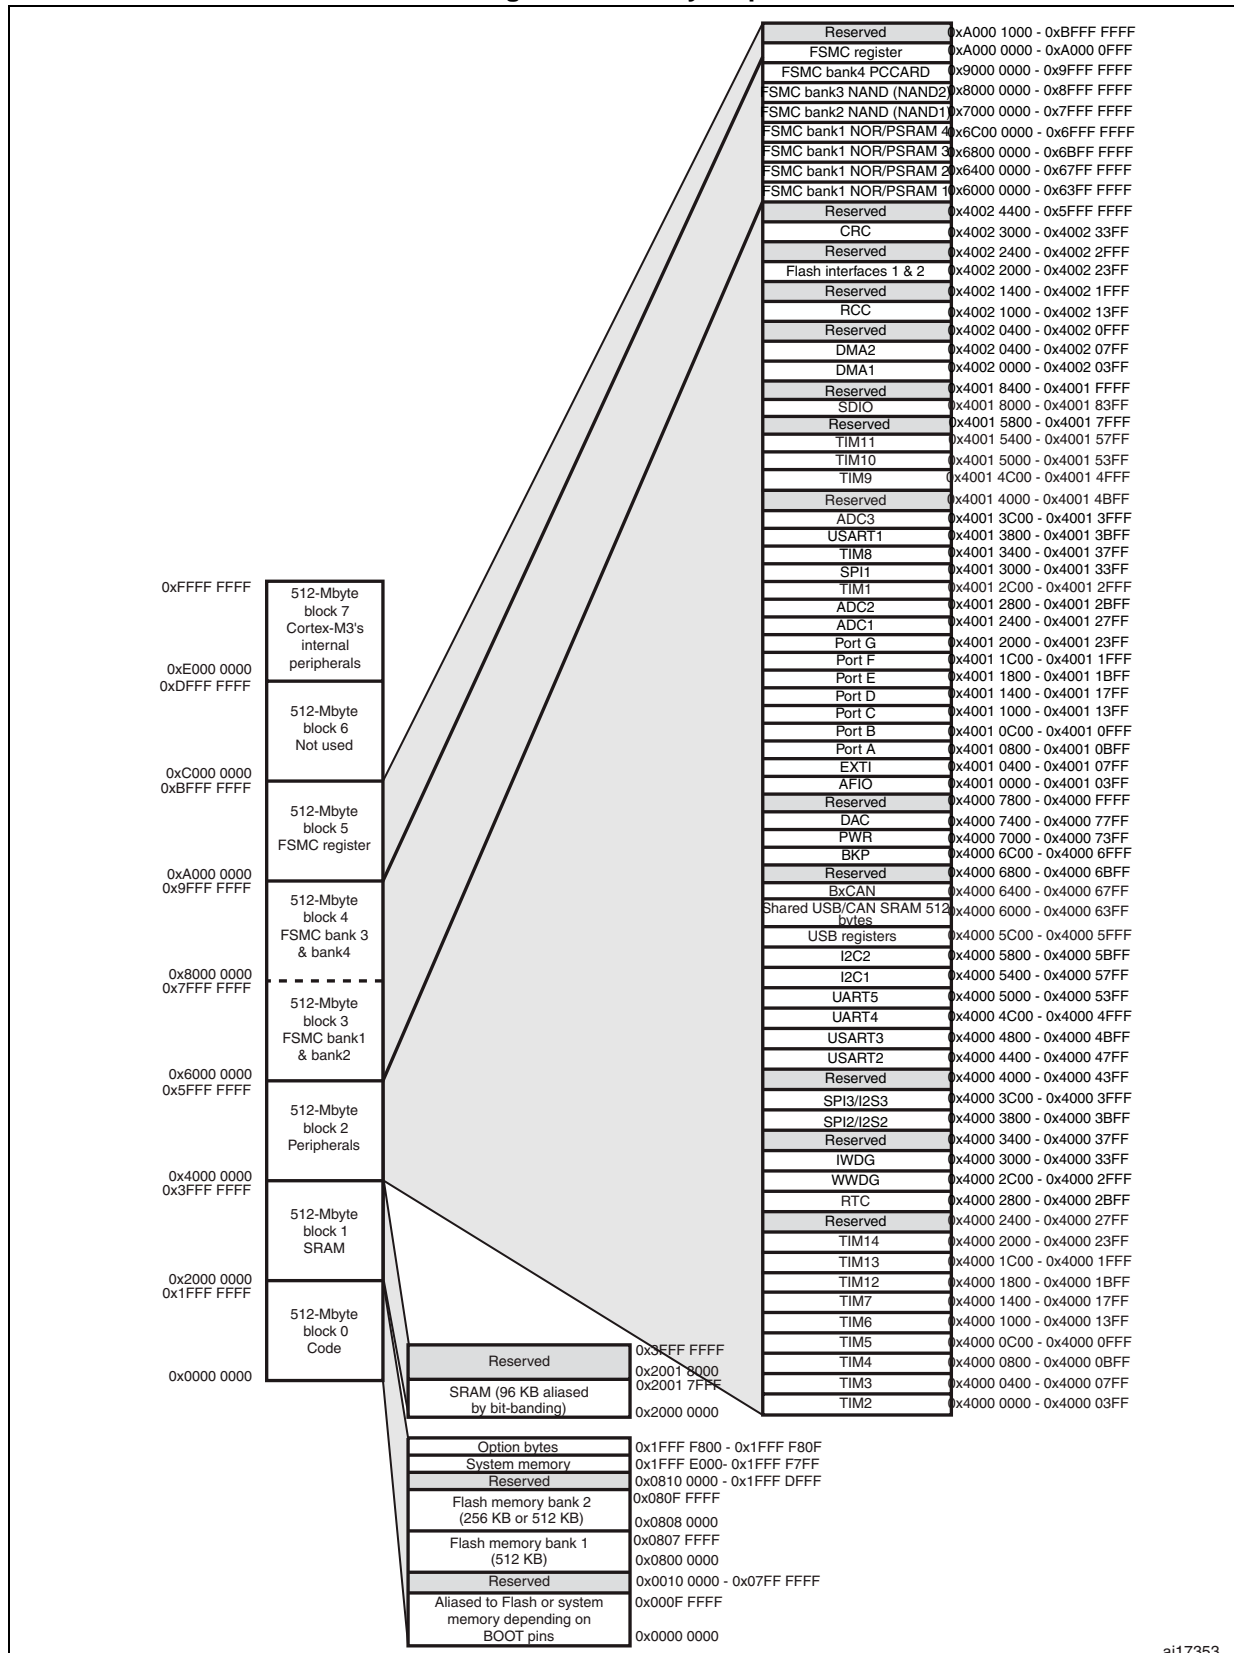 Reserved 0xA000 1000 - 0xBFFF FFFF
FSMC register 0xA000 0000 - 0xA000 0FFF
FSMC bank4 PCCARD 0x9000 0000 - 0x9FFF FFFF
FSMC bank3 NAND (NAND2) 0x8000 0000 - 0x8FFF FFFF
FSMC bank2 NAND (NAND1) 0x7000 0000 - 0x7FFF FFFF
FSMC bank1 NOR/PSRAM 4 0x6C00 0000 - 0x6FFF FFFF
FSMC bank1 NOR/PSRAM 3 0x6800 0000 - 0x6BFF FFFF
FSMC bank1 NOR/PSRAM 2 0x6400 0000 - 0x67FF FFFF
FSMC bank1 NOR/PSRAM 1 0x6000 0000 - 0x63FF FFFF
Reserved 0x4002 4400 - 0x5FFF FFFF
CRC 0x4002 3000 - 0x4002 33FF
Reserved 0x4002 2400 - 0x4002 2FFF
Flash interfaces 1 & 2 0x4002 2000 - 0x4002 23FF
Reserved 0x4002 1400 - 0x4002 1FFF
RCC 0x4002 1000 - 0x4002 13FF
Reserved 0x4002 0400 - 0x4002 0FFF
DMA2 0x4002 0400 - 0x4002 07FF
DMA1 0x4002 0000 - 0x4002 03FF
Reserved 0x4001 8400 - 0x4001 FFFF
SDIO 0x4001 8000 - 0x4001 83FF
Reserved 0x4001 5800 - 0x4001 7FFF
TIM11 0x4001 5400 - 0x4001 57FF
TIM10 0x4001 5000 - 0x4001 53FF
TIM9 0x4001 4C00 - 0x4001 4FFF
Reserved 0x4001 4000 - 0x4001 4BFF
ADC3 0x4001 3C00 - 0x4001 3FFF
USART1 0x4001 3800 - 0x4001 3BFF
TIM8 0x4001 3400 - 0x4001 37FF
SPI1 0x4001 3000 - 0x4001 33FF
TIM1 0x4001 2C00 - 0x4001 2FFF
ADC2 0x4001 2800 - 0x4001 2BFF
ADC1 0x4001 2400 - 0x4001 27FF
Port G 0x4001 2000 - 0x4001 23FF
Port F 0x4001 1C00 - 0x4001 1FFF
Port E 0x4001 1800 - 0x4001 1BFF
Port D 0x4001 1400 - 0x4001 17FF
Port C 0x4001 1000 - 0x4001 13FF
Port B 0x4001 0C00 - 0x4001 0FFF
Port A 0x4001 0800 - 0x4001 0BFF
EXTI 0x4001 0400 - 0x4001 07FF
AFIO 0x4001 0000 - 0x4001 03FF
Reserved 0x4000 7800 - 0x4000 FFFF
DAC 0x4000 7400 - 0x4000 77FF
PWR 0x4000 7000 - 0x4000 73FF
BKP 0x4000 6C00 - 0x4000 6FFF
Reserved 0x4000 6800 - 0x4000 6BFF
BxCAN 0x4000 6400 - 0x4000 67FF
Shared USB/CAN SRAM 512 0x4000 6000 - 0x4000 63FF
bytes
USB registers 0x4000 5C00 - 0x4000 5FFF
I2C2 0x4000 5800 - 0x4000 5BFF
I2C1 0x4000 5400 - 0x4000 57FF
UART5 0x4000 5000 - 0x4000 53FF
UART4 0x4000 4C00 - 0x4000 4FFF
USART3 0x4000 4800 - 0x4000 4BFF
USART2 0x4000 4400 - 0x4000 47FF
Reserved 0x4000 4000 - 0x4000 43FF
SPI3/I2S3 0x4000 3C00 - 0x4000 3FFF
SPI2/I2S2 0x4000 3800 - 0x4000 3BFF
Reserved 0x4000 3400 - 0x4000 37FF
IWDG 0x4000 3000 - 0x4000 33FF
WWDG 0x4000 2C00 - 0x4000 2FFF
RTC 0x4000 2800 - 0x4000 2BFF
Reserved 0x4000 2400 - 0x4000 27FF
TIM14 0x4000 2000 - 0x4000 23FF
TIM13 0x4000 1C00 - 0x4000 1FFF
TIM12 0x4000 1800 - 0x4000 1BFF
TIM7 0x4000 1400 - 0x4000 17FF
TIM6 0x4000 1000 - 0x4000 13FF
TIM5 0x4000 0C00 - 0x4000 0FFF
TIM4 0x4000 0800 - 0x4000 0BFF
TIM3 0x4000 0400 - 0x4000 07FF
TIM2 0x4000 0000 - 0x4000 03FF
0xFFFF FFFF
512-Mbyte
block 7
Cortex-M3's
internal
peripherals
0xE000 0000
0xDFFF FFFF
512-Mbyte
block 6
Not used
0xC000 0000
0xBFFF FFFF
512-Mbyte
block 5
FSMC register
0xA000 0000
0x9FFF FFFF
512-Mbyte
block 4
FSMC bank 3
& bank4
0x8000 0000
0x7FFF FFFF
512-Mbyte
block 3
FSMC bank1
& bank2
0x6000 0000
0x5FFF FFFF
512-Mbyte
block 2
Peripherals
0x4000 0000
0x3FFF FFFF
512-Mbyte
block 1
SRAM
0x2000 0000
0x1FFF FFFF
512-Mbyte
block 0
Code
0x0000 0000
0x3FFF FFFF
Reserved
0x2001 8000
0x2001 7FFF
SRAM (96 KB aliased
by bit-banding)
0x2000 0000
Option bytes 0x1FFF F800 - 0x1FFF F80F
System memory 0x1FFF E000- 0x1FFF F7FF
Reserved 0x0810 0000 - 0x1FFF DFFF
0x080F FFFF
Flash memory bank 2
(256 KB or 512 KB)
0x0808 0000
0x0807 FFFF
Flash memory bank 1
(512 KB)
0x0800 0000
Reserved 0x0010 0000 - 0x07FF FFFF
Aliased to Flash or system 0x000F FFFF
memory depending on
BOOT pins 0x0000 0000
ai17353